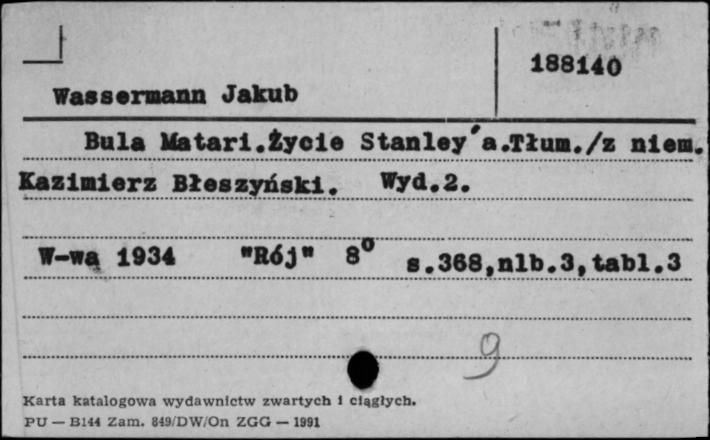 188140
Wassermann Jakub
Bula Matari.Życie Stanley´a.Tłum./z niem.
Kazimierz Błeszyński. Wyd.2.
W-wa 1934 "Rój" 8⁰ s.368,nlb.3,tabl.3
9
Karta katalogowa wydawnictw zwartych i ciągłych.
PU — B144 Zam. 849/DW/On ZGG — 1991